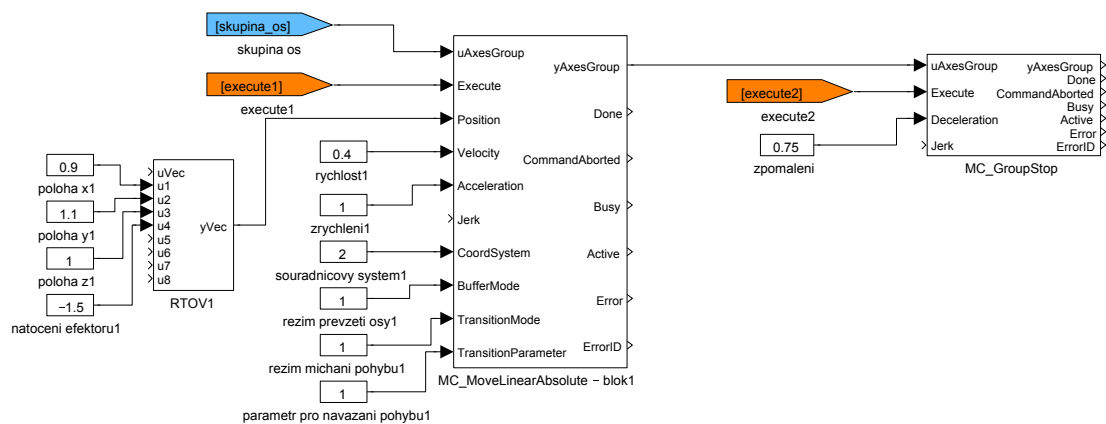 [skupina_os]
skupina os
[execute1]
execute1
0.9
poloha x1
1.1
poloha y1
1
poloha z1
−1.5
natoceni efektoru1
uVec
u1
u2
u3
u4
u5
u6
u7
u8
yVec
RTOV1
0.4
rychlost1
1
zrychleni1
2
souradnicovy system1
1
rezim prevzeti osy1
1
rezim michani pohybu1
1
parametr pro navazani pohybu1
uAxesGroup
Execute
Position
Velocity
Acceleration
Jerk
CoordSystem
BufferMode
TransitionMode
TransitionParameter
yAxesGroup
Done
CommandAborted
Busy
Active
Error
ErrorID
MC_MoveLinearAbsolute − blok1
[execute2]
execute2
0.75
zpomaleni
uAxesGroup
Execute
Deceleration
Jerk
yAxesGroup
Done
CommandAborted
Busy
Active
Error
ErrorID
MC_GroupStop